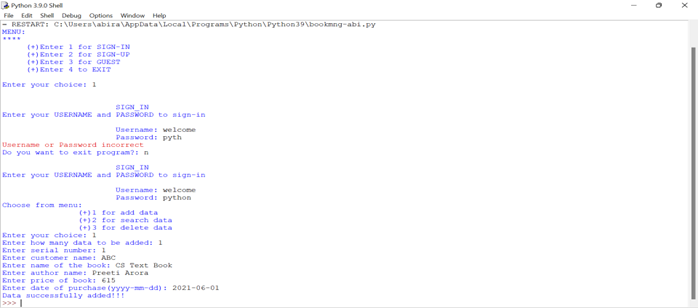 Python 3.9.0 Shell
File Edit Shell Debug Options Window Help
= RESTART: C:\Users\abira\AppData\Local\Programs\Python\Python39\bookmng-abi.py
MENU:
****
(+)Enter 1 for SIGN-IN
(+)Enter 2 for SIGN-UP
(+)Enter 3 for GUEST
(+)Enter 4 to EXIT
Enter your choice: 1
SIGN_IN
Enter your USERNAME and PASSWORD to sign-in
Username: welcome
Password: pyth
Username or Password incorrect
Do you want to exit program?: n
SIGN_IN
Enter your USERNAME and PASSWORD to sign-in
Username: welcome
Password: python
Choose from menu:
(+)1 for add data
(+)2 for search data
(+)3 for delete data
Enter your choice: 1
Enter how many data to be added: 1
Enter serial number: 1
Enter customer name: ABC
Enter name of the book: CS Text Book
Enter author name: Preeti Arora
Enter price of book: 615
Enter date of purchase(yyyy-mm-dd): 2021-06-01
Data successfully added!!!
>>>